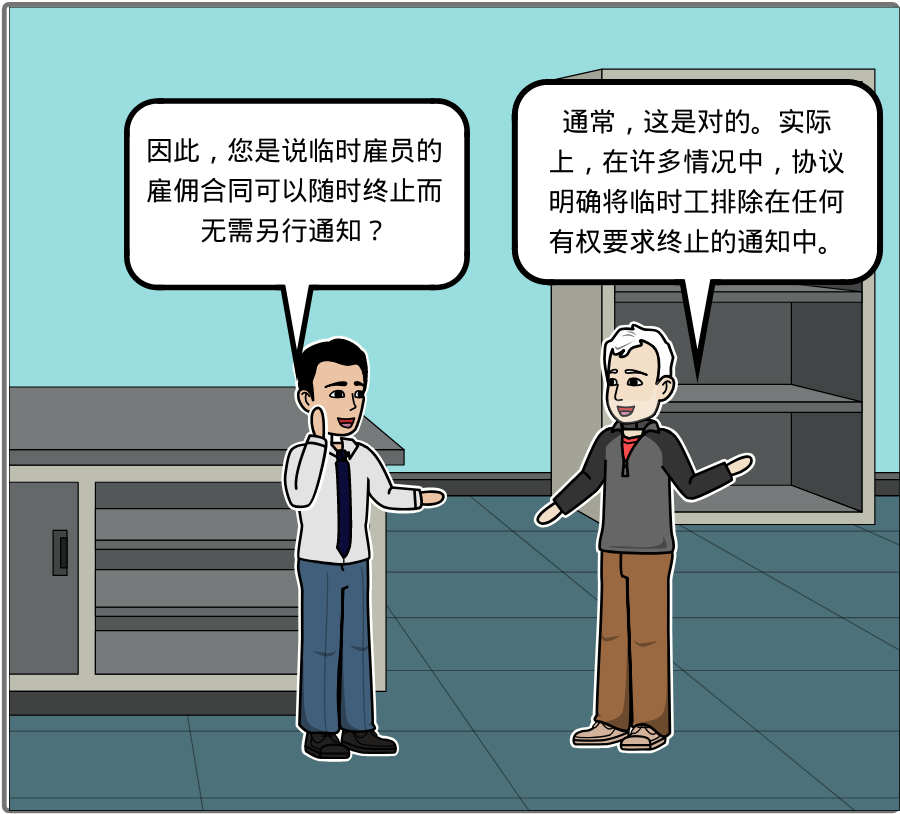 因此，您是说临时雇员的
雇佣合同可以随时终止而
无需另行通知？
通常，这是对的。实际
上，在许多情况中，协议
明确将临时工排除在任何
有权要求终止的通知中。